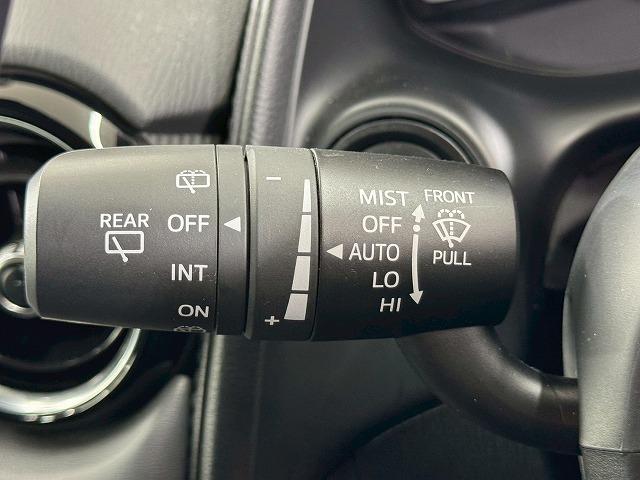 REAR
OFF
INT
ON
−
+
MIST
OFF
AUTO
LO
HI
FRONT
PULL